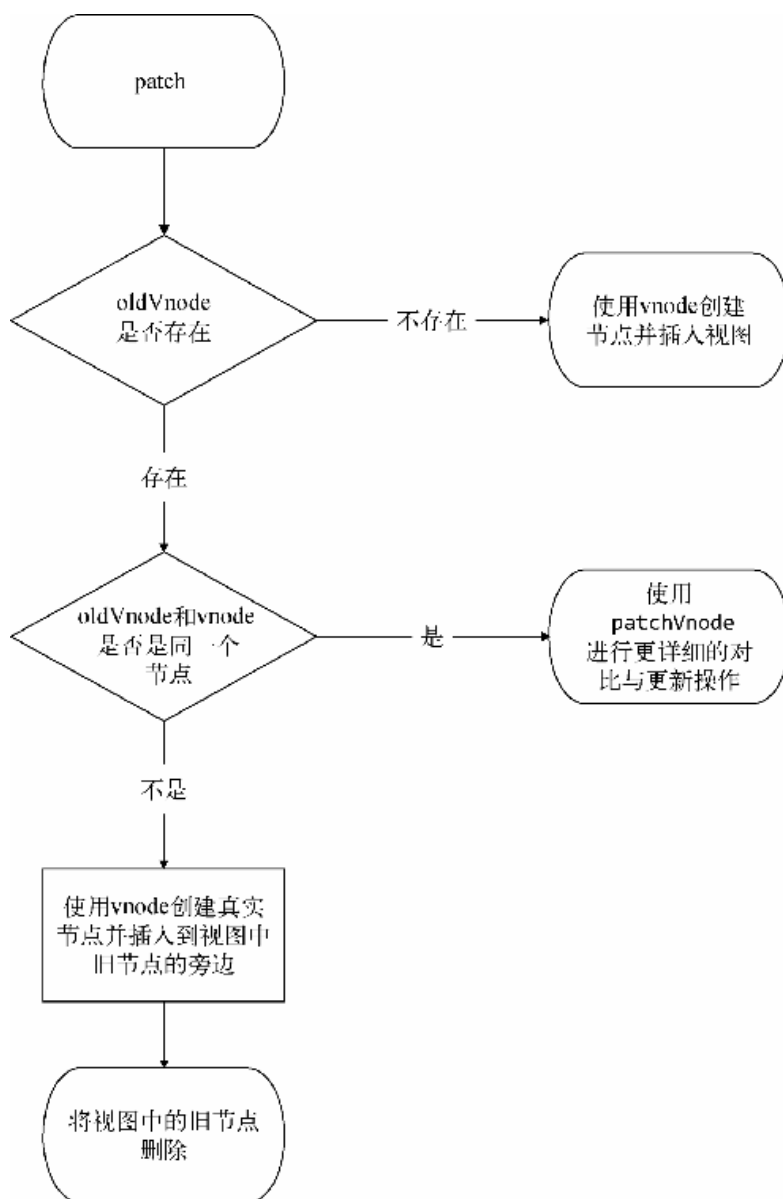 patch
oldVnode
是否存在
不存在
使用vnode创建
节点并插入视图
存在
oldVnode和vnode
是否是同一个
节点
是
使用
patchVnode
进行更详细的对
比与更新操作
不是
使用vnode创建真实
节点并插入到视图中
旧节点的旁边
将视图中的旧节点
删除